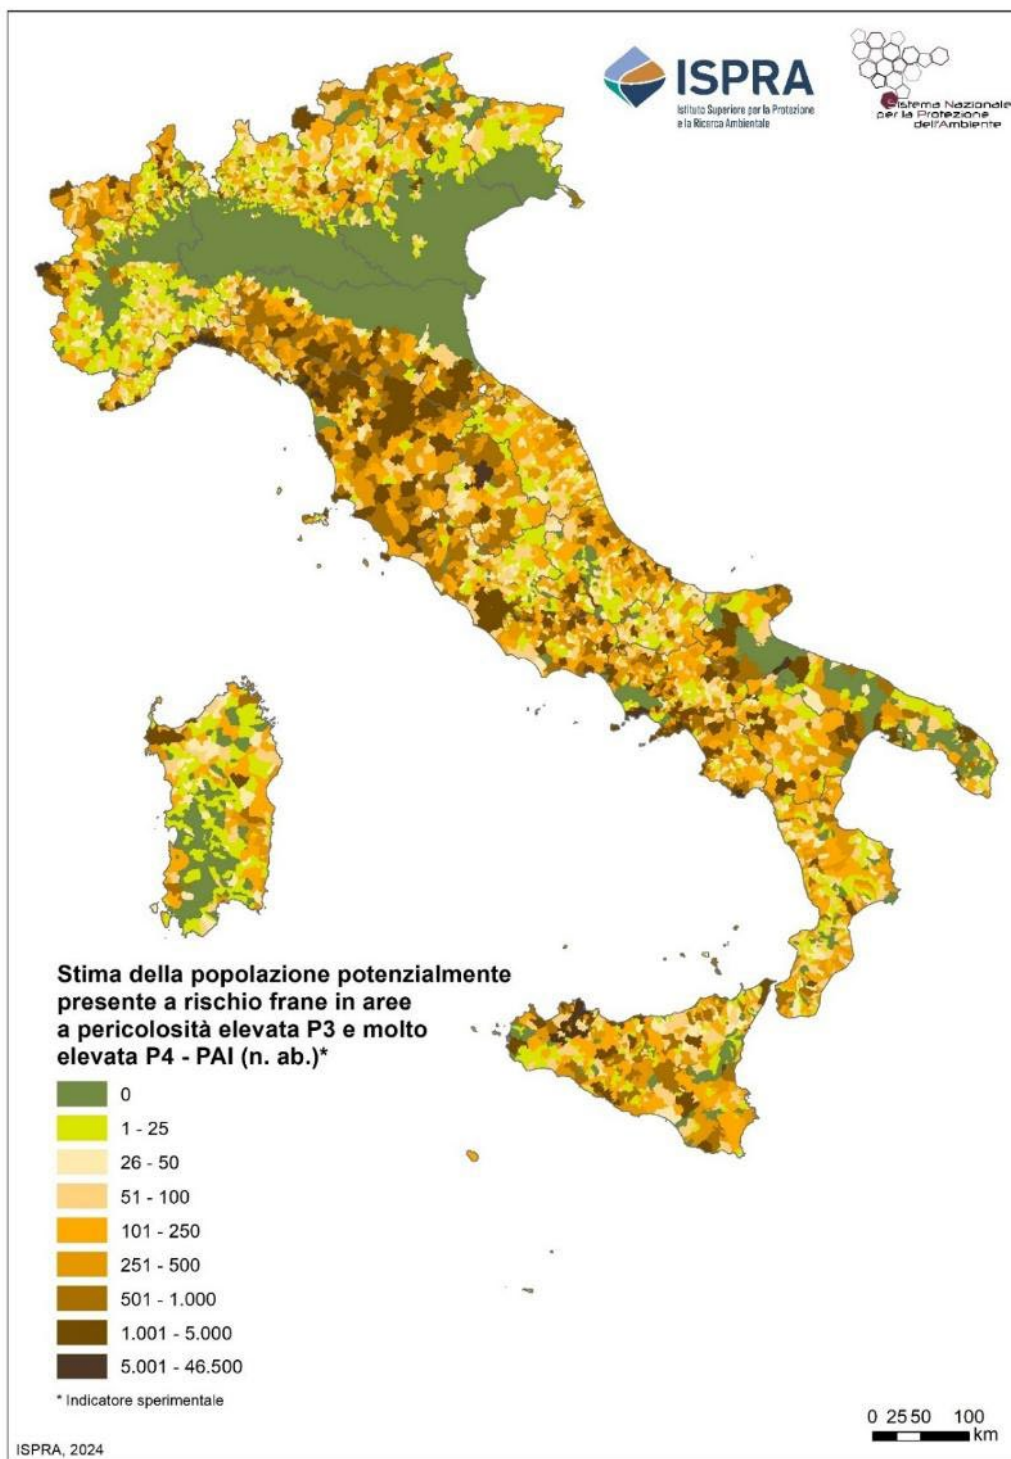 ISPRA
Istituto Superiore per la Protezione
e la Ricerca Ambientale
Sistema Nazionale
per la Protezione
dell'Ambiente
Stima della popolazione potenzialmente
presente a rischio frane in aree
a pericolosità elevata P3 e molto
elevata P4 - PAI (n. ab.)*
0
1 - 25
26 - 50
51 - 100
101 - 250
251 - 500
501 - 1.000
1.001 - 5.000
5.001 - 46.500
* Indicatore sperimentale
0 25 50 100
km
ISPRA, 2024